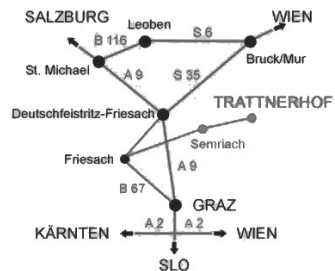 SALZBURG
Leoben
WIEN
B 116
S 6
St. Michael
Bruck/Mur
A 9
S 35
TRATTNERHOF
Deutschfeistritz-Friesach
Semriach
Friesach
A 9
B 67
GRAZ
KÄRNTEN
A 2
A 2
WIEN
SLO